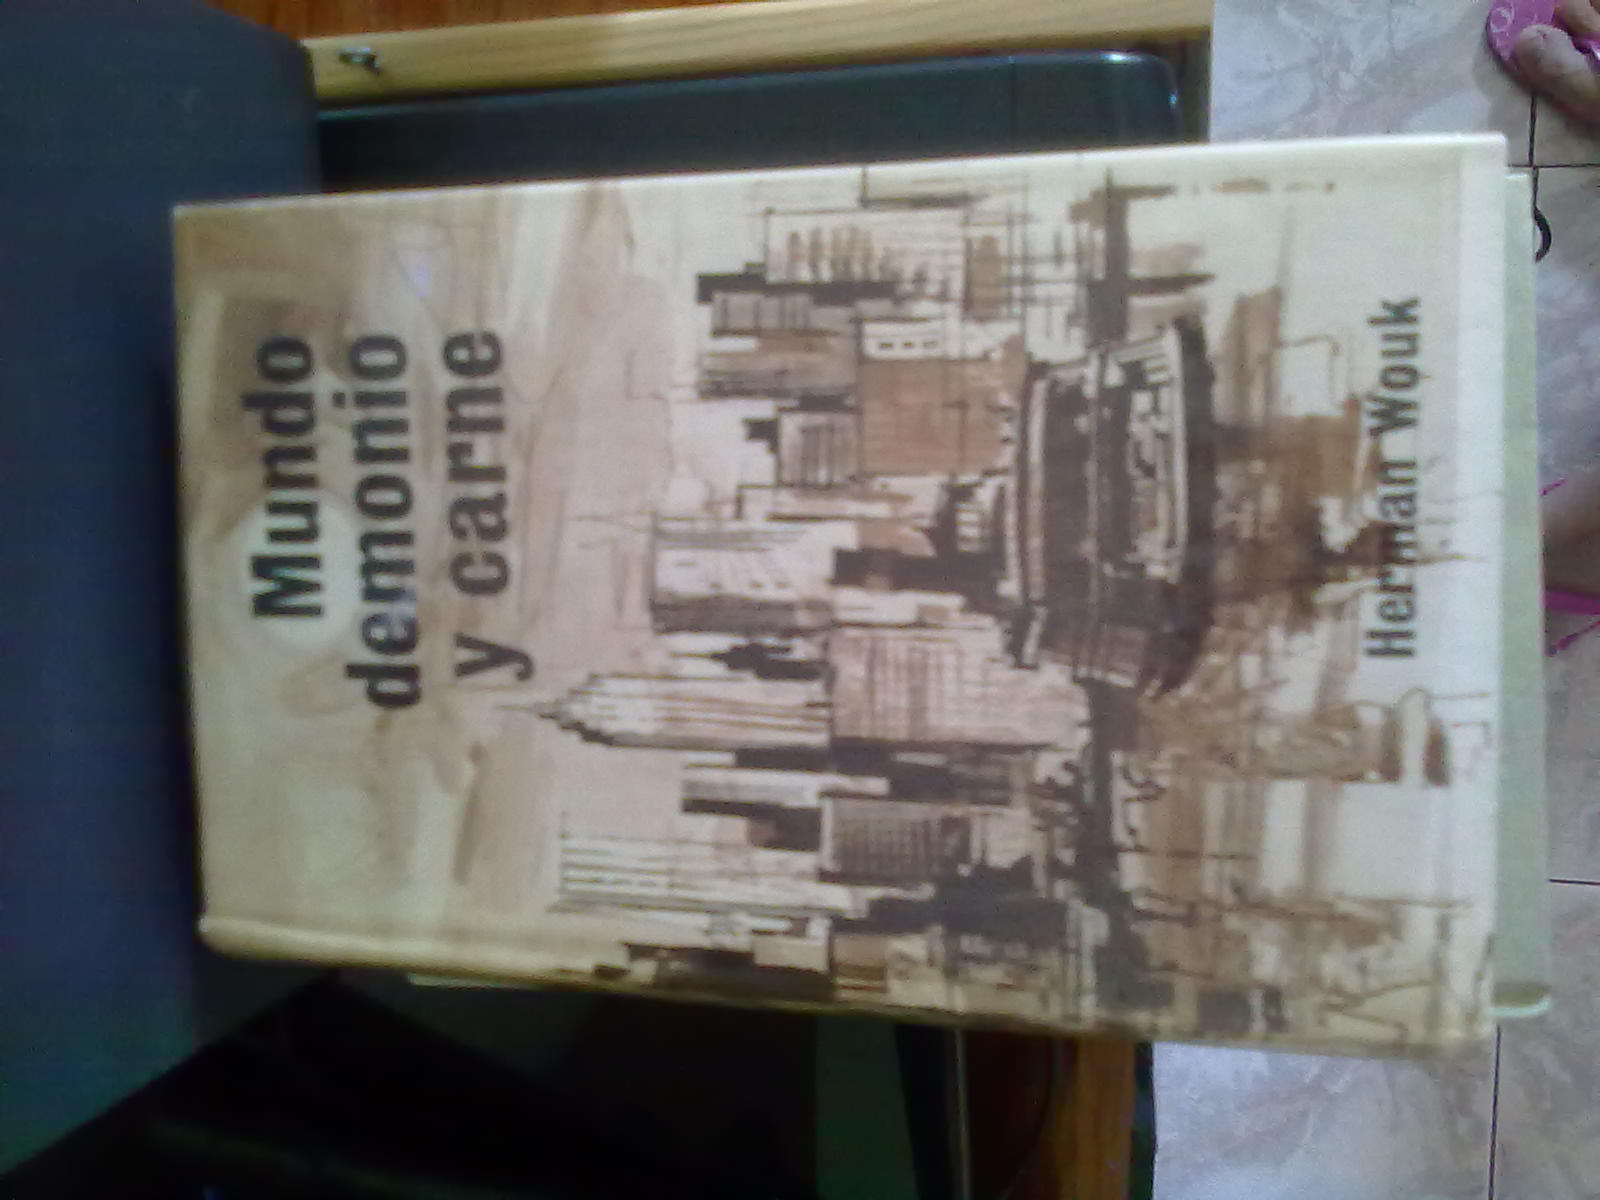 Mundo
demonio
y carne
Herman Wouk